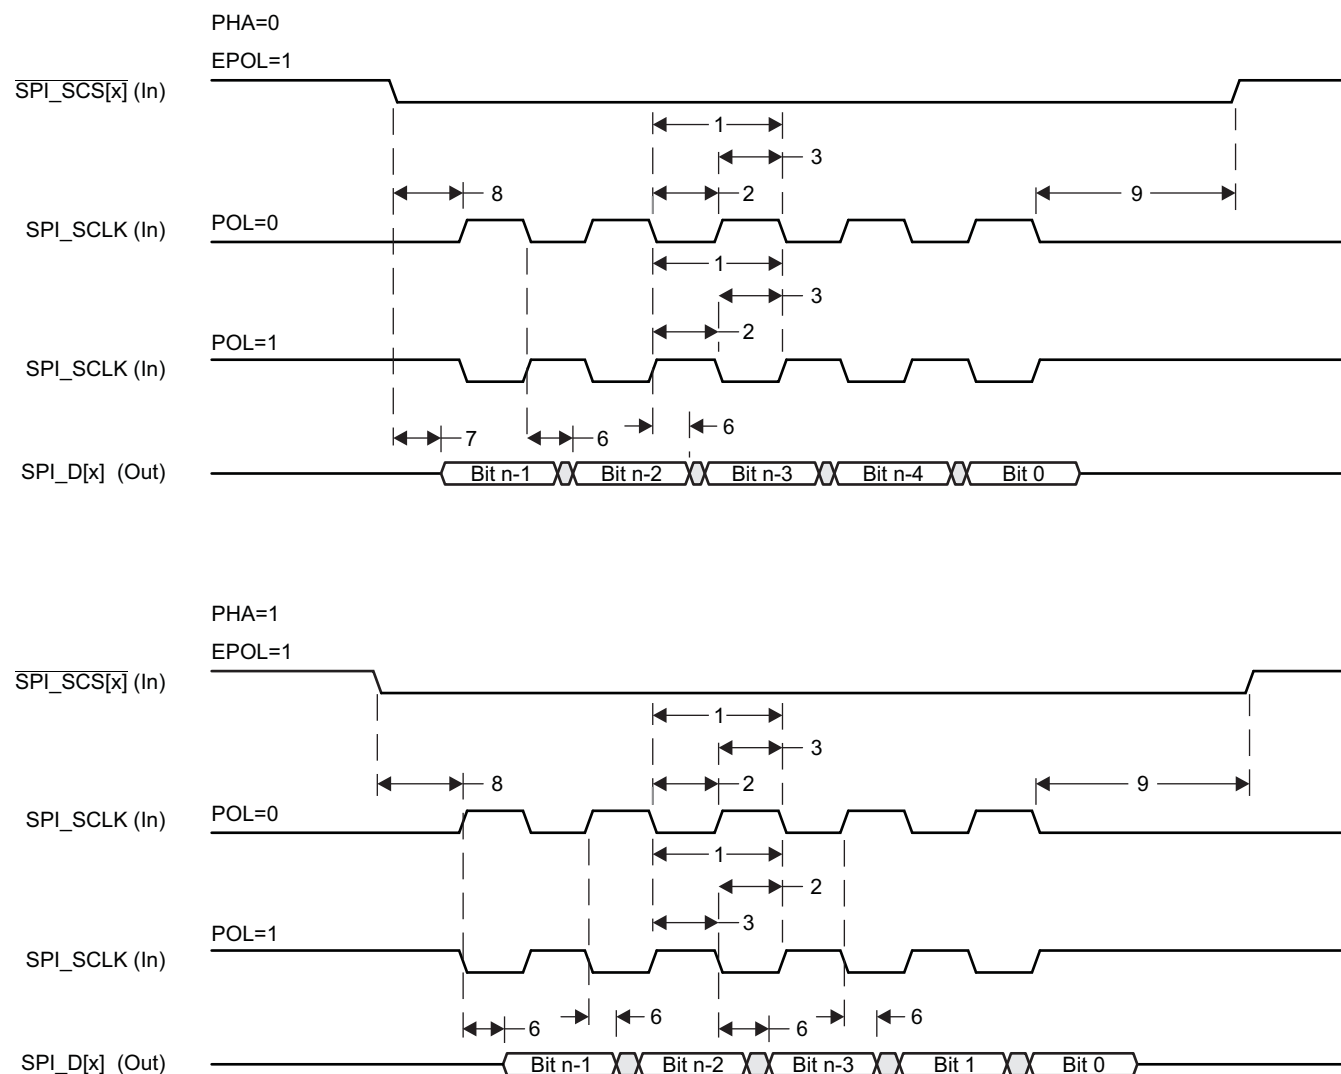 PHA=0
EPOL=1
SPI_SCS[x] (In)
1
3
8
2
9
SPI_SCLK (In)
POL=0
1
3
2
POL=1
SPI_SCLK (In)
7
6
6
SPI_D[x] (Out)
Bit n-1
Bit n-2
Bit n-3
Bit n-4
Bit 0
PHA=1
EPOL=1
SPI_SCS[x] (In)
1
3
8
2
9
SPI_SCLK (In)
POL=0
1
2
3
POL=1
SPI_SCLK (In)
6
6
6
6
SPI_D[x] (Out)
Bit n-1
Bit n-2
Bit n-3
Bit 1
Bit 0